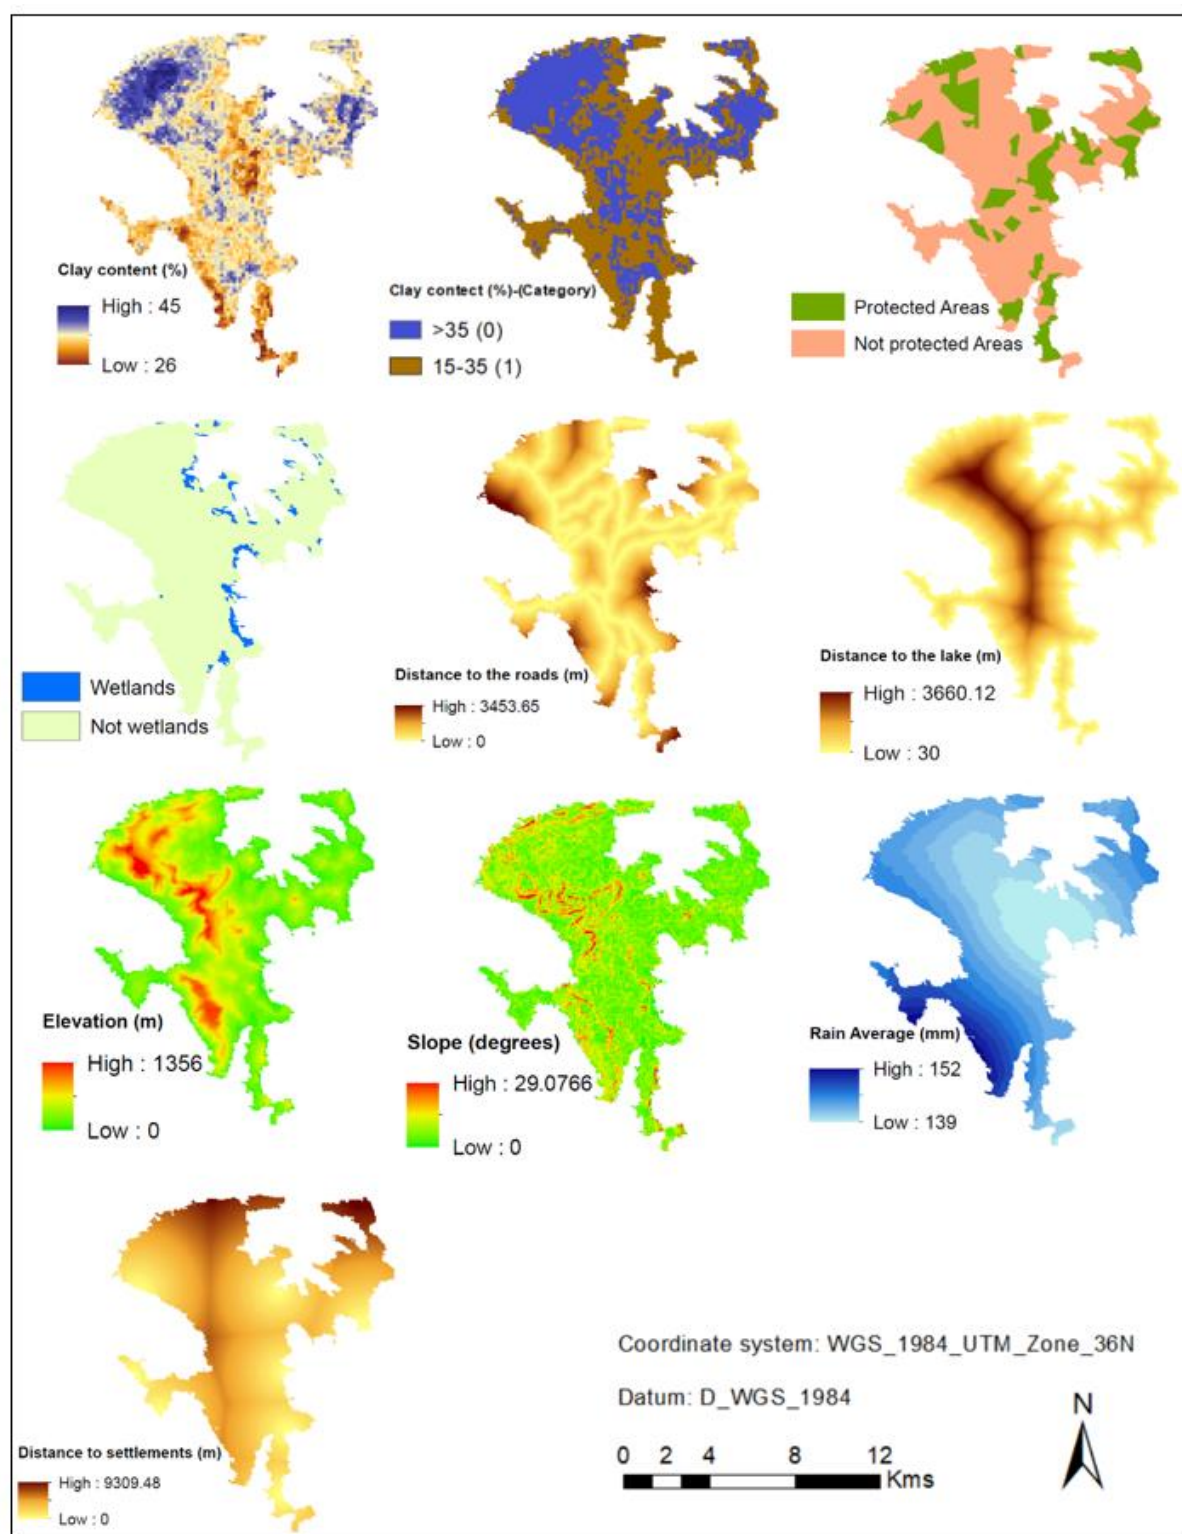 Clay content (%)
High : 45
Low : 26
Clay contect (%)-(Category)
>35 (0)
15-35 (1)
Protected Areas
Not protected Areas
Wetlands
Not wetlands
Distance to the roads (m)
High : 3453.65
Low : 0
Distance to the lake (m)
High : 3660.12
Low : 30
Elevation (m)
High : 1356
Low : 0
Slope (degrees)
High : 29.0766
Low : 0
Rain Average (mm)
High : 152
Low : 139
Distance to settlements (m)
High : 9309.48
Low : 0
Coordinate system: WGS_1984_UTM_Zone_36N
Datum: D_WGS_1984
N
0 2 4 8 12
Kms